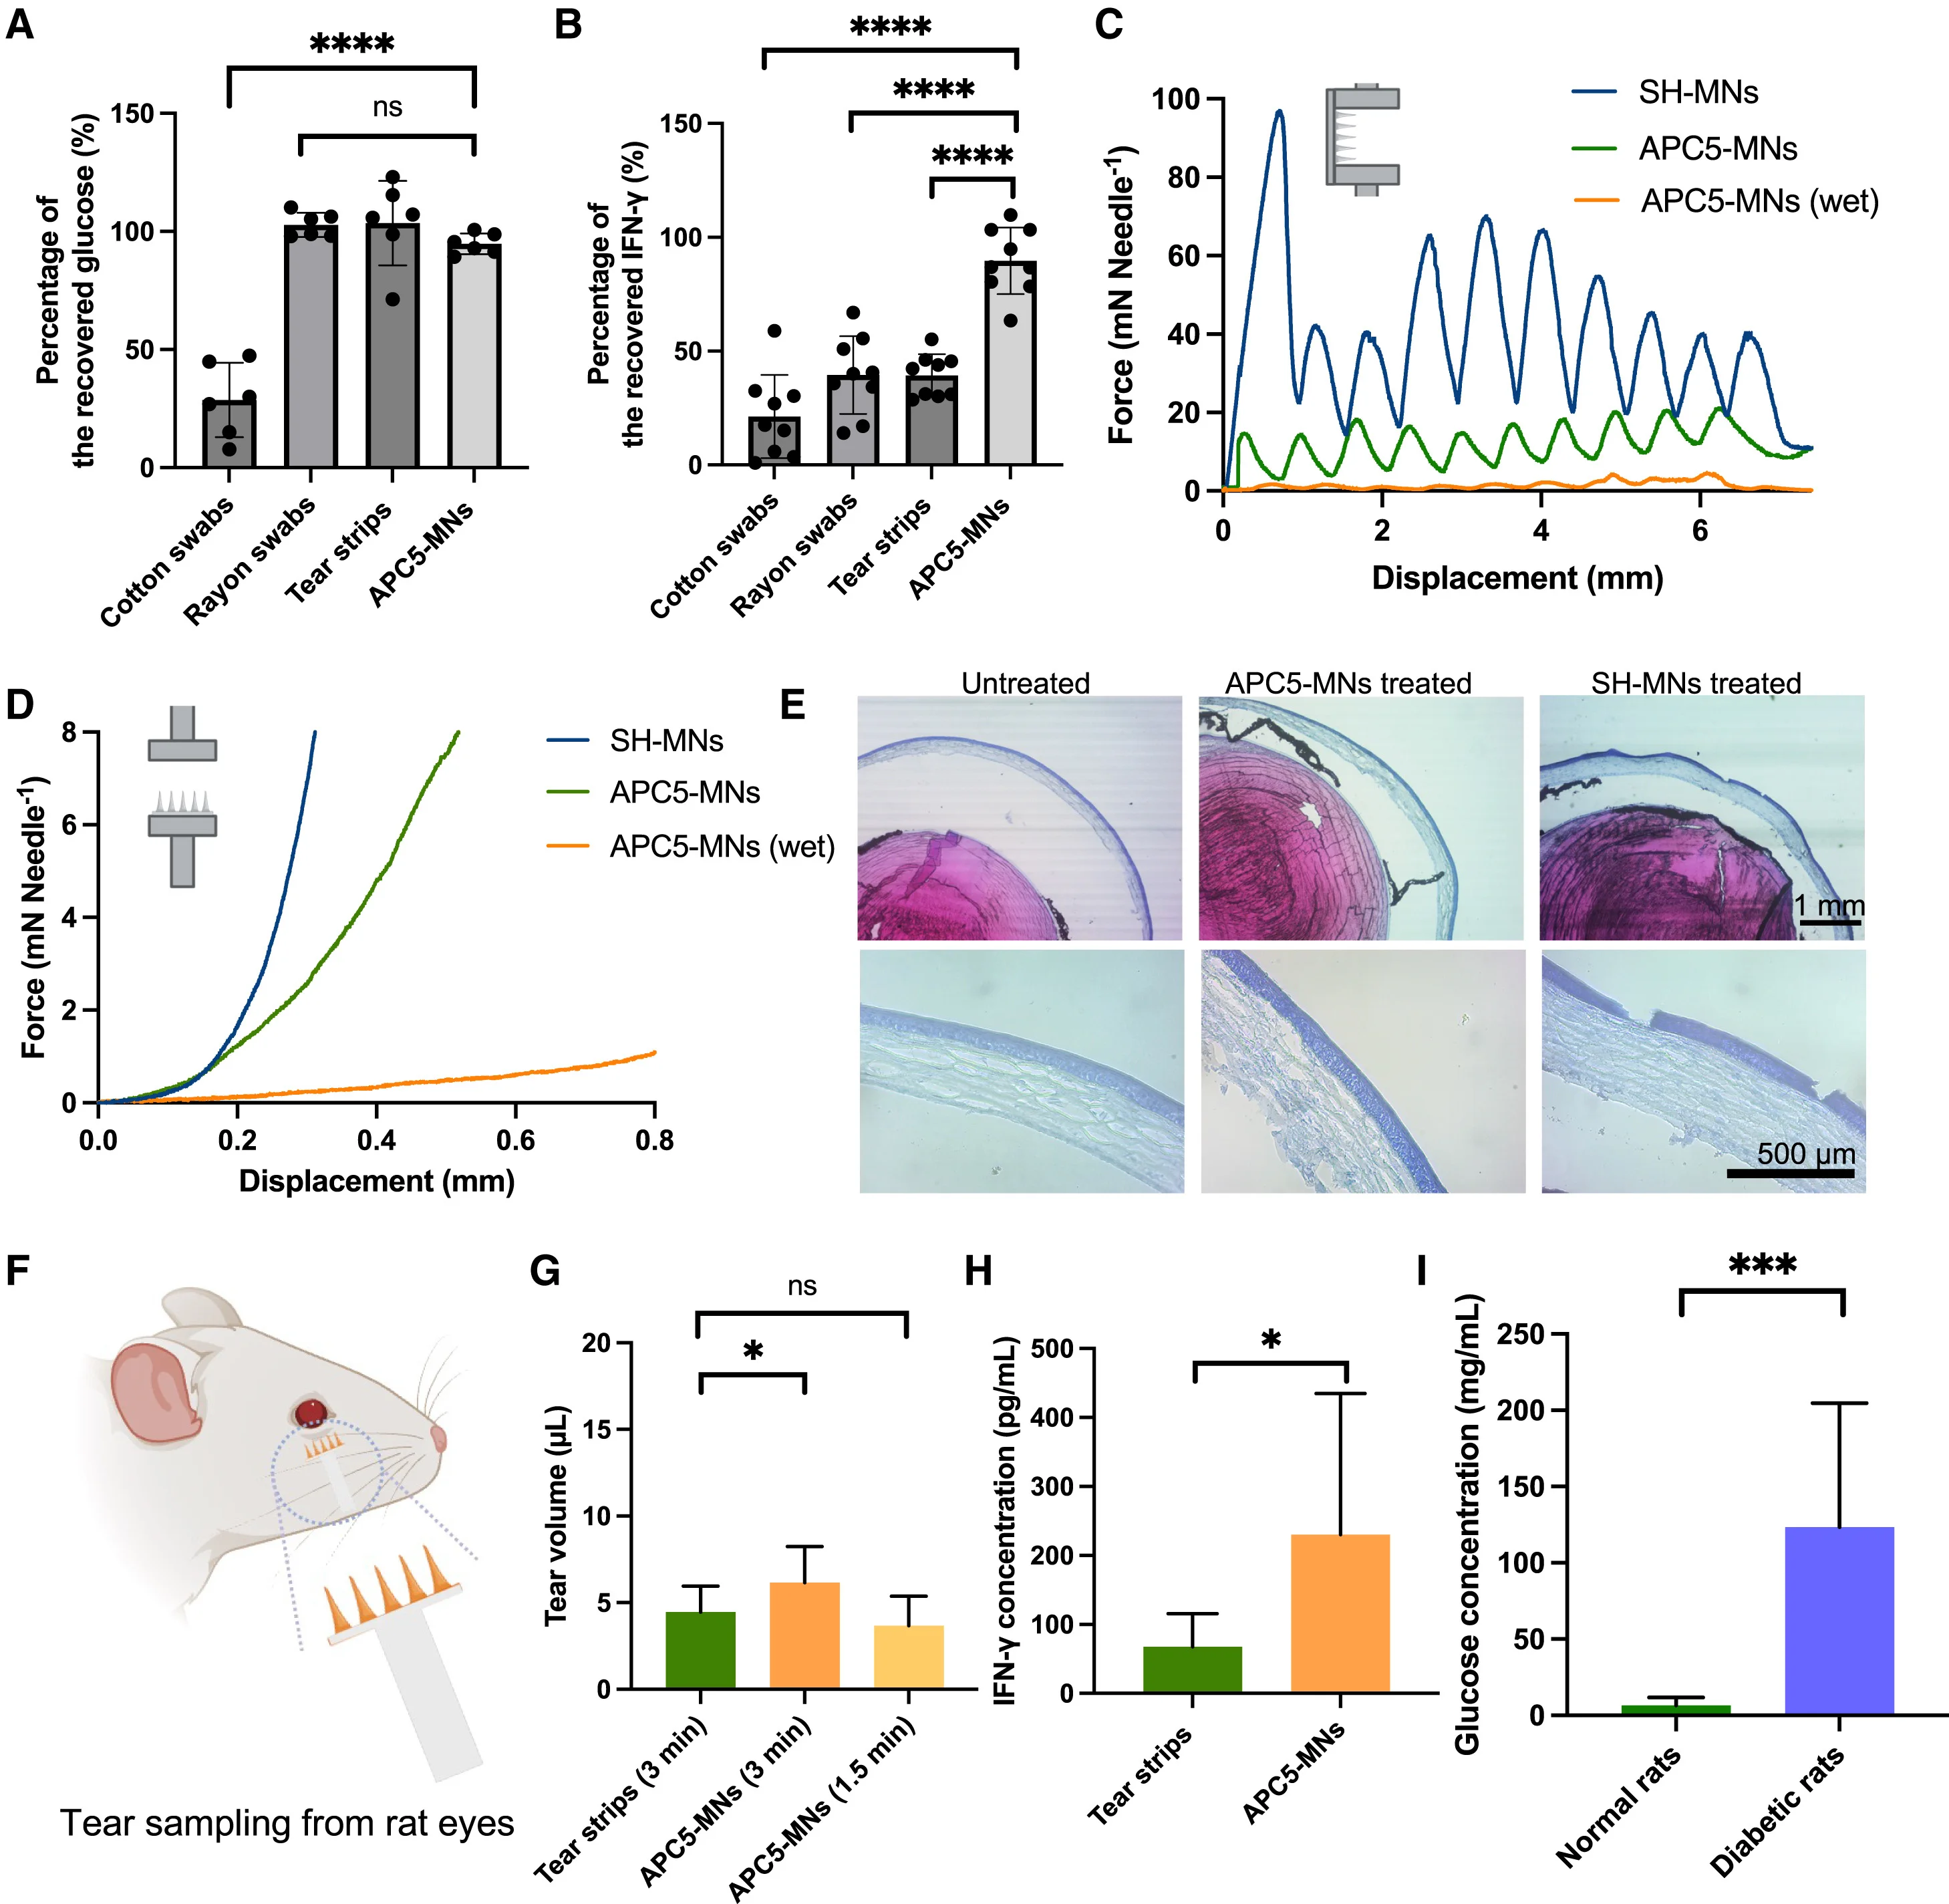 A
****
ns
Percentage of
the recovered glucose (%)
150
100
50
0
Cotton swabs
Rayon swabs
Tear strips
APC5-MNs
B
****
****
****
Percentage of
the recovered IFN-γ (%)
150
100
50
0
Cotton swabs
Rayon swabs
Tear strips
APC5-MNs
C
SH-MNs
APC5-MNs
APC5-MNs (wet)
Force (mN Needle-1)
100
80
60
40
20
0
0
2
4
6
Displacement (mm)
D
SH-MNs
APC5-MNs
APC5-MNs (wet)
Force (mN Needle-1)
8
6
4
2
0
0.0
0.2
0.4
0.6
0.8
Displacement (mm)
E
Untreated
APC5-MNs treated
SH-MNs treated
1 mm
500 µm
F
Tear sampling from rat eyes
G
ns
*
Tear volume (µL)
20
15
10
5
0
Tear strips (3 min)
APC5-MNs (3 min)
APC5-MNs (1.5 min)
H
*
IFN-γ concentration (pg/mL)
500
400
300
200
100
0
Tear strips
APC5-MNs
I
***
Glucose concentration (mg/mL)
250
200
150
100
50
0
Normal rats
Diabetic rats